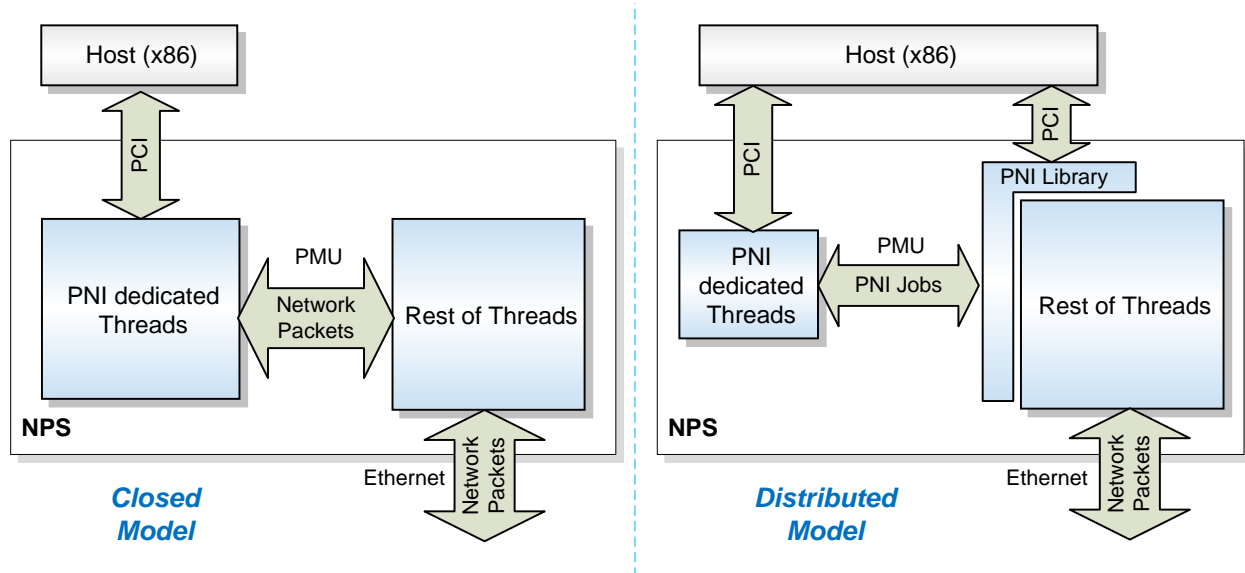 Host (x86)
PCI
PNI dedicated
Threads
PMU
Network
Packets
Rest of Threads
NPS
Ethernet
Network
Packets
Closed
Model
Host (x86)
PCI
PCI
PNI Library
PNI
dedicated
Threads
PMU
PNI Jobs
Rest of Threads
NPS
Ethernet
Network
Packets
Distributed
Model